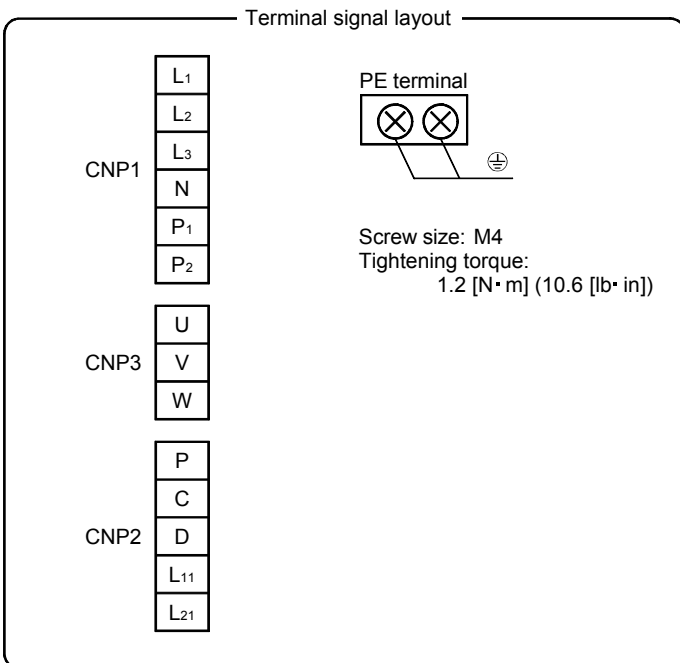 Terminal signal layout
CNP1
L1
L2
L3
N
P1
P2
CNP3
U
V
W
CNP2
P
C
D
L11
L21
PE terminal
Screw size: M4
Tightening torque:
1.2 [N▪m] (10.6 [lb▪in])